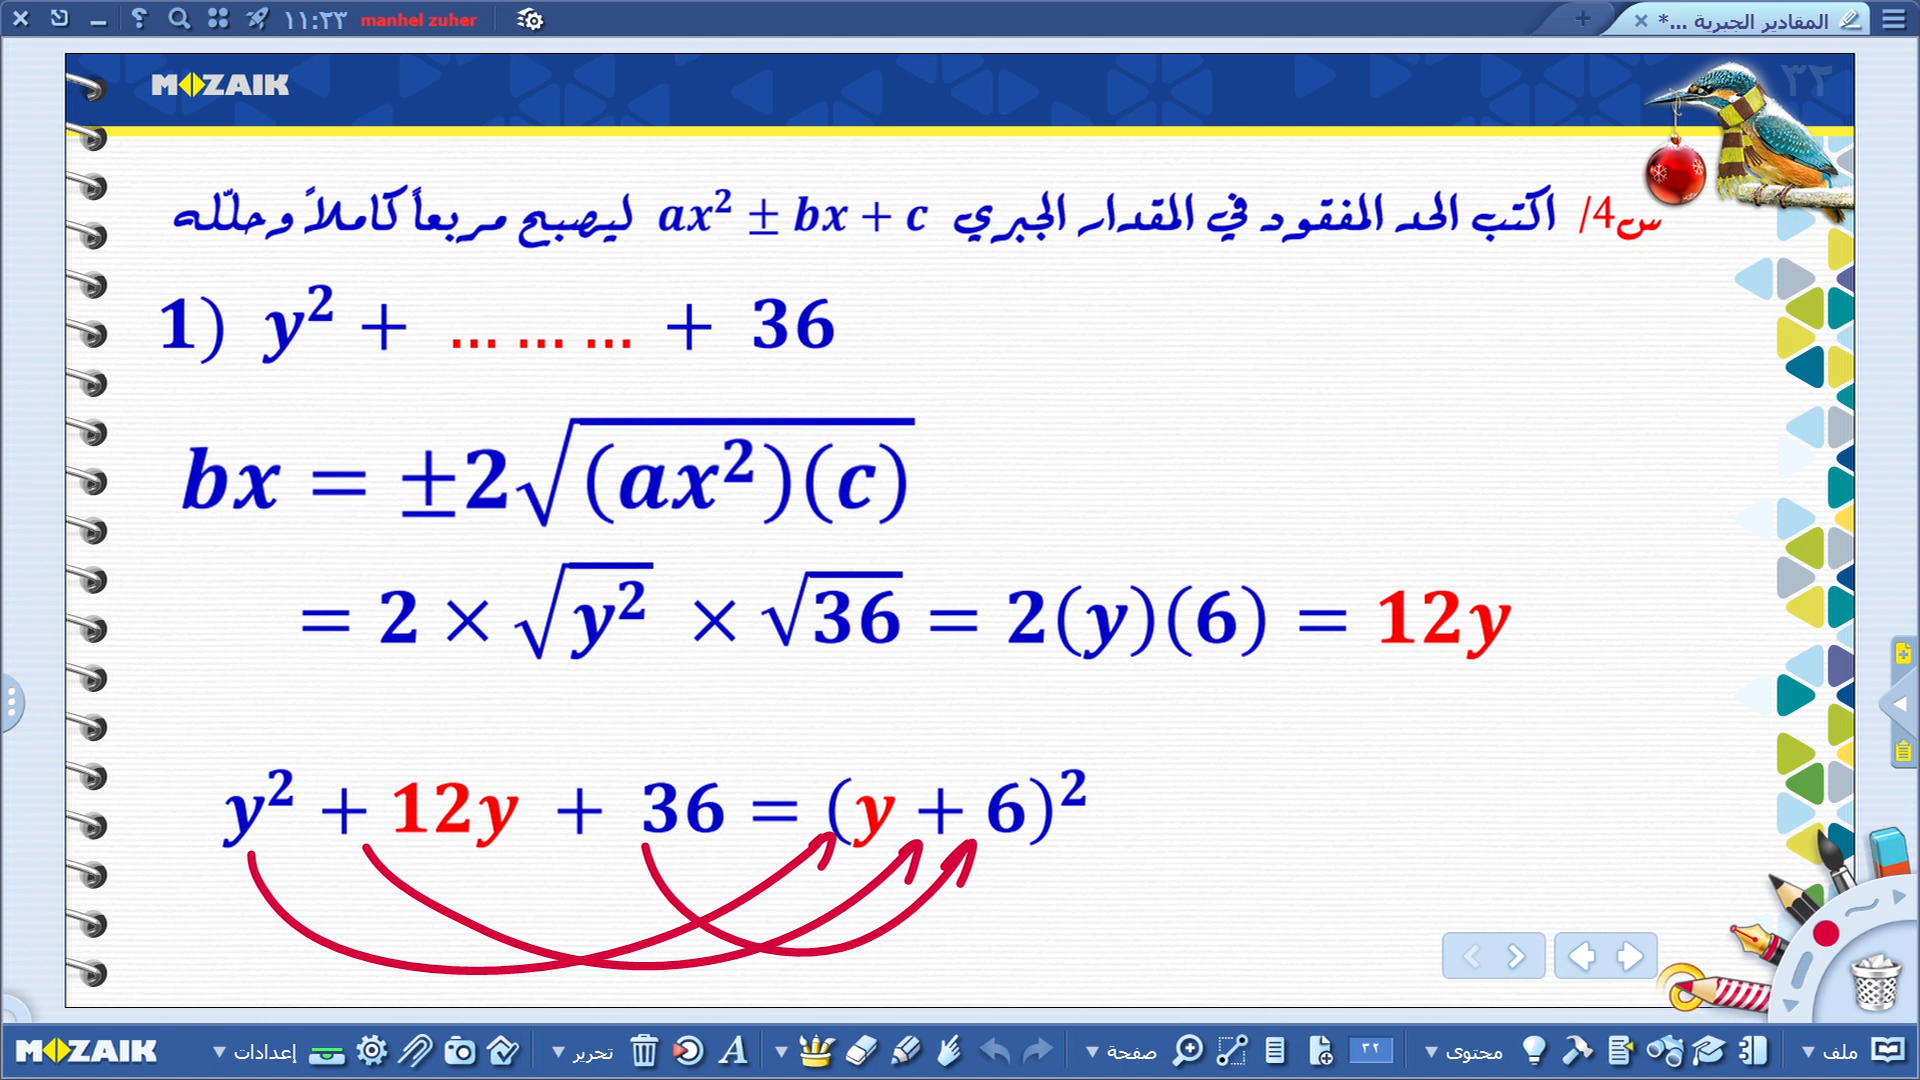 ١١:٢٣ manhel zuher
المقادير الجبرية ...*
MOZAIK
٣٢
س4/ اكتب الحد المفقود في المقدار الجبري ax² ± bx + c ليصبح مربعاً كاملاً وحلّله
1) y² + ... ... ... + 36
bx = ±2√(ax²)(c)
= 2 × √y² × √36 = 2(y)(6) = 12y
y² + 12y + 36 = (y + 6)²
MOZAIK
إعدادات
تحرير
صفحة
٣٢
محتوى
ملف